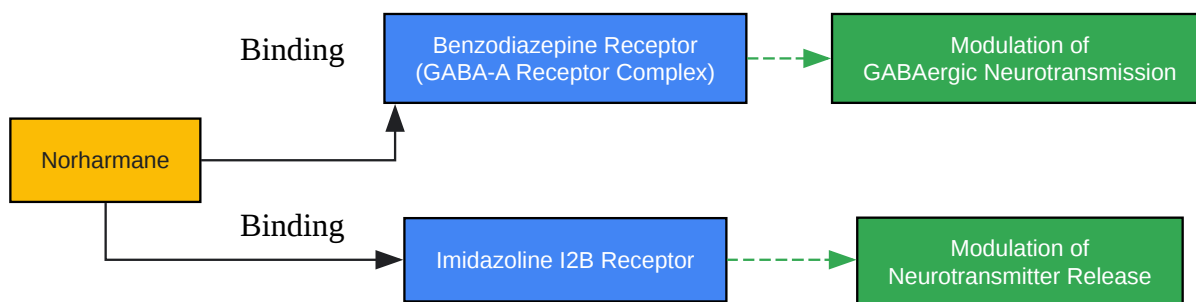 Binding
Benzodiazepine Receptor
(GABA-A Receptor Complex)
Modulation of
GABAergic Neurotransmission
Norharmane
Binding
Imidazoline I2B Receptor
Modulation of
Neurotransmitter Release